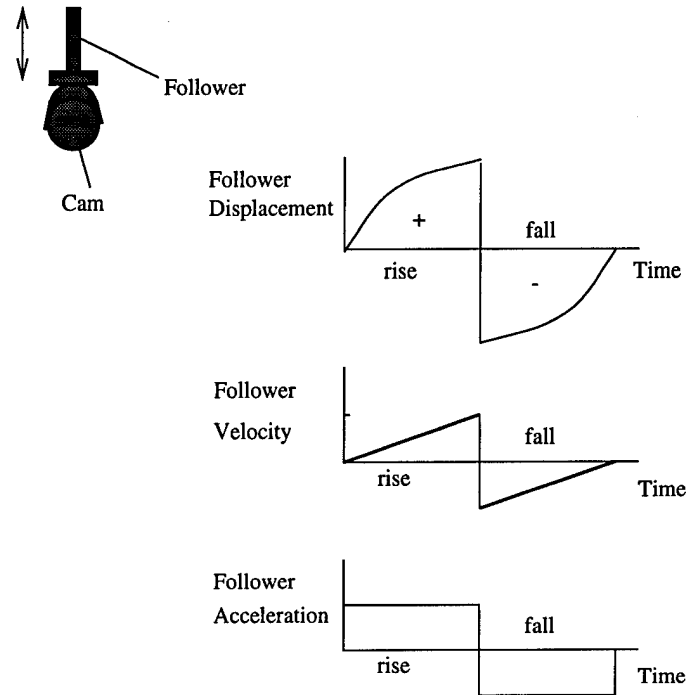 Follower
Cam
Follower
Displacement
+
fall
rise
Time
-
Follower
Velocity
fall
rise
Time
Follower
Acceleration
fall
rise
Time